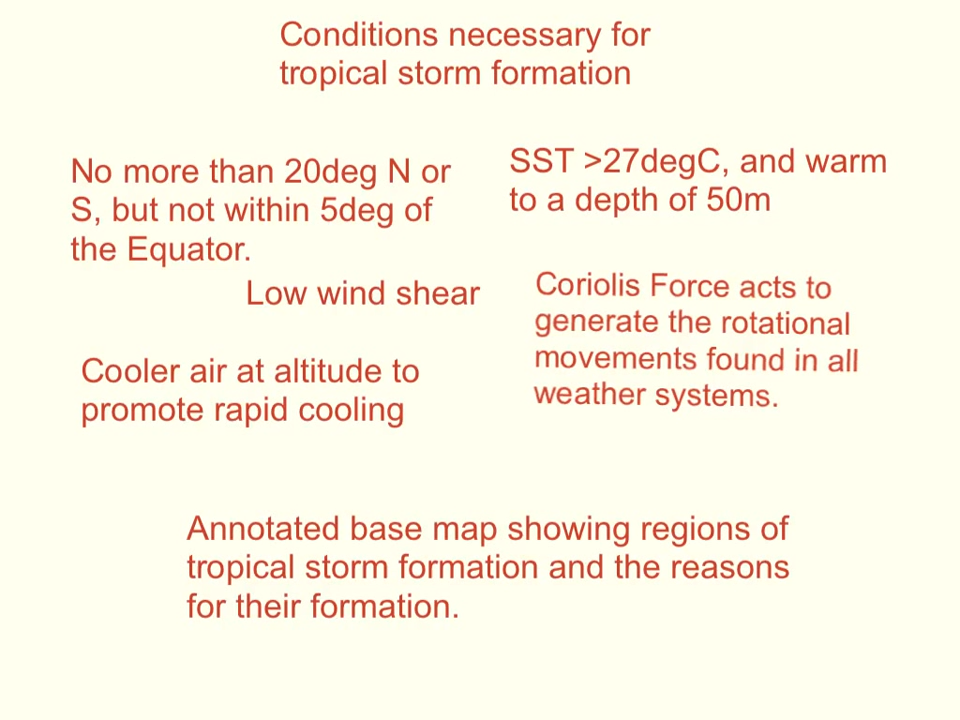 Conditions necessary for
tropical storm formation
No more than 20deg N or
S, but not within 5deg of
the Equator.
SST >27degC, and warm
to a depth of 50m
Low wind shear
Coriolis Force acts to
generate the rotational
movements found in all
weather systems.
Cooler air at altitude to
promote rapid cooling
Annotated base map showing regions of
tropical storm formation and the reasons
for their formation.